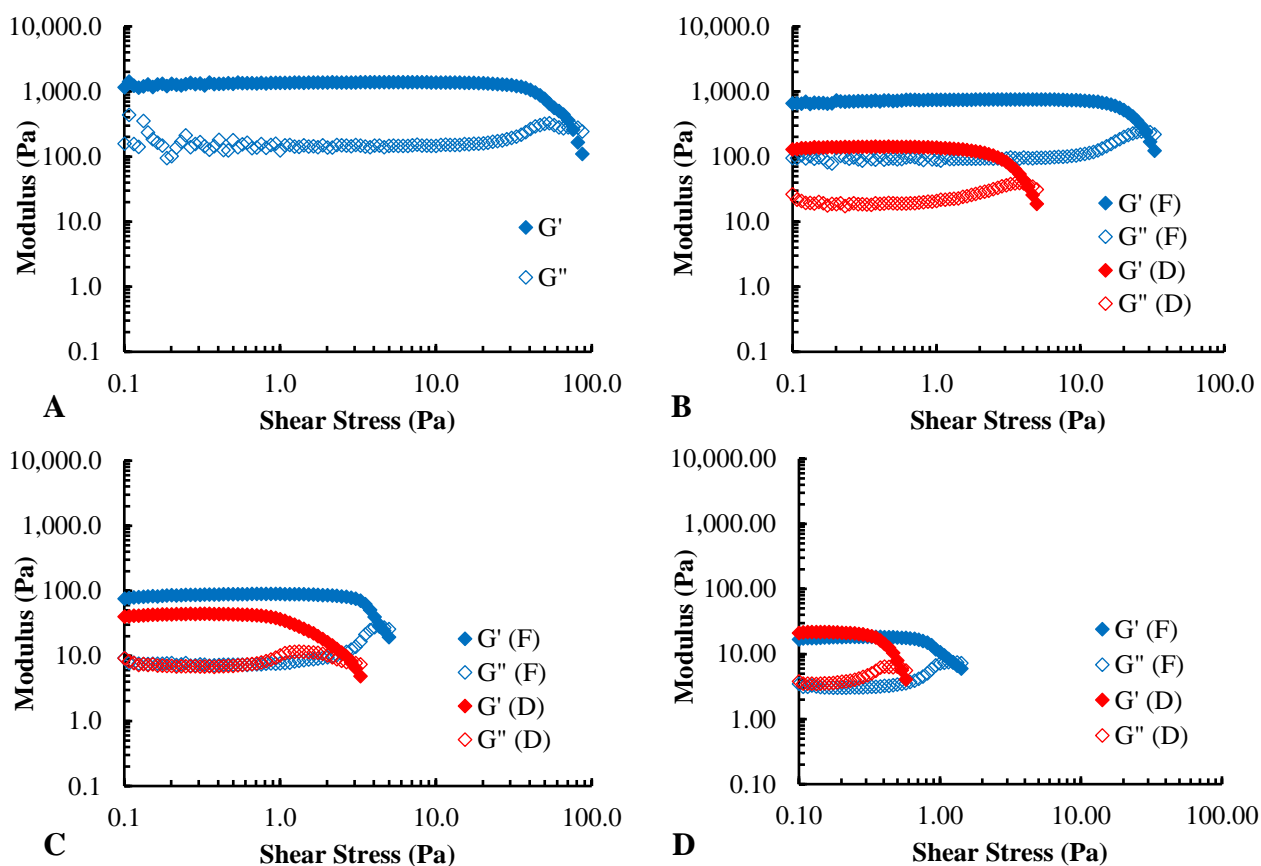 10,000.0
1,000.0
100.0
10.0
1.0
0.1
Modulus (Pa)
G'
G"
0.1 1.0 10.0 100.0
Shear Stress (Pa)
A
10,000.0
1,000.0
100.0
10.0
1.0
0.1
Modulus (Pa)
G' (F)
G" (F)
G' (D)
G" (D)
0.1 1.0 10.0 100.0
Shear Stress (Pa)
B
10,000.0
1,000.0
100.0
10.0
1.0
0.1
Modulus (Pa)
G' (F)
G" (F)
G' (D)
G" (D)
0.1 1.0 10.0 100.0
Shear Stress (Pa)
C
10,000.00
1,000.00
100.00
10.00
1.00
0.10
Modulus (Pa)
G' (F)
G" (F)
G' (D)
G" (D)
0.10 1.00 10.00 100.00
Shear Stress (Pa)
D